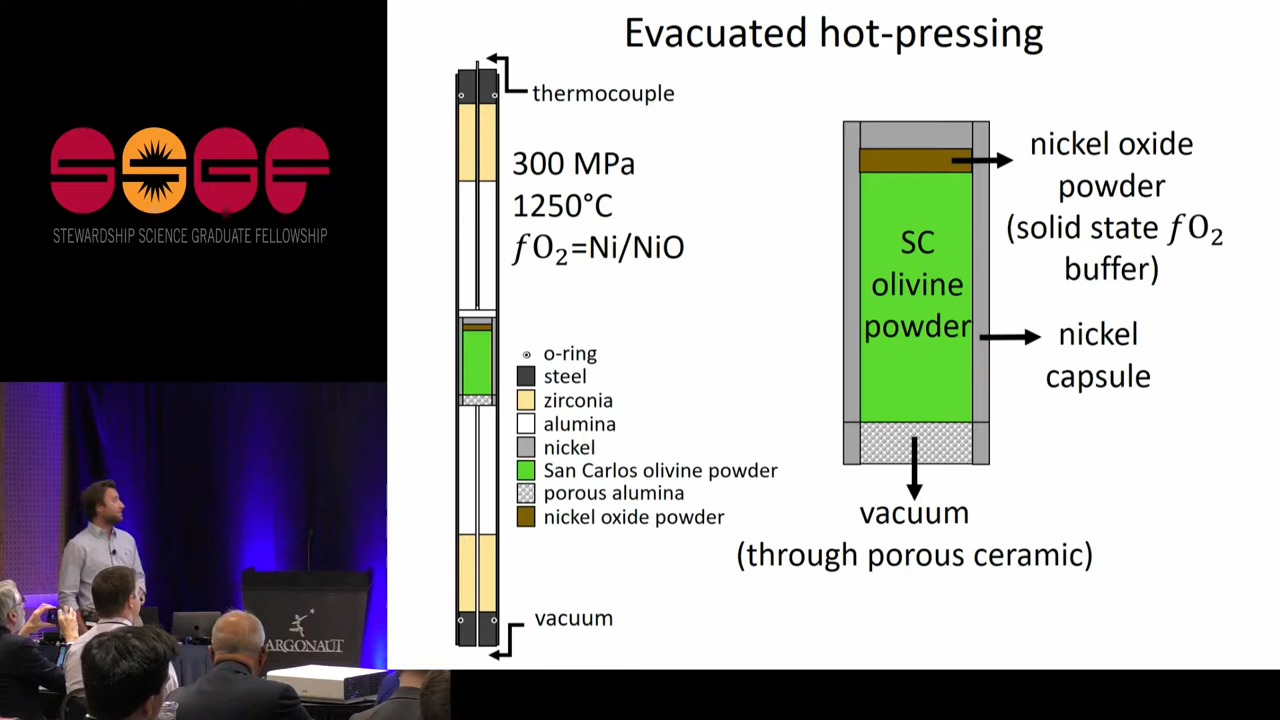 SSGF
STEWARDSHIP SCIENCE GRADUATE FELLOWSHIP
Evacuated hot-pressing
thermocouple
300 MPa
1250°C
fO₂=Ni/NiO
o-ring
steel
zirconia
alumina
nickel
San Carlos olivine powder
porous alumina
nickel oxide powder
vacuum
SC
olivine
powder
nickel oxide
powder
(solid state fO₂
buffer)
nickel
capsule
vacuum
(through porous ceramic)
ARGONAUT